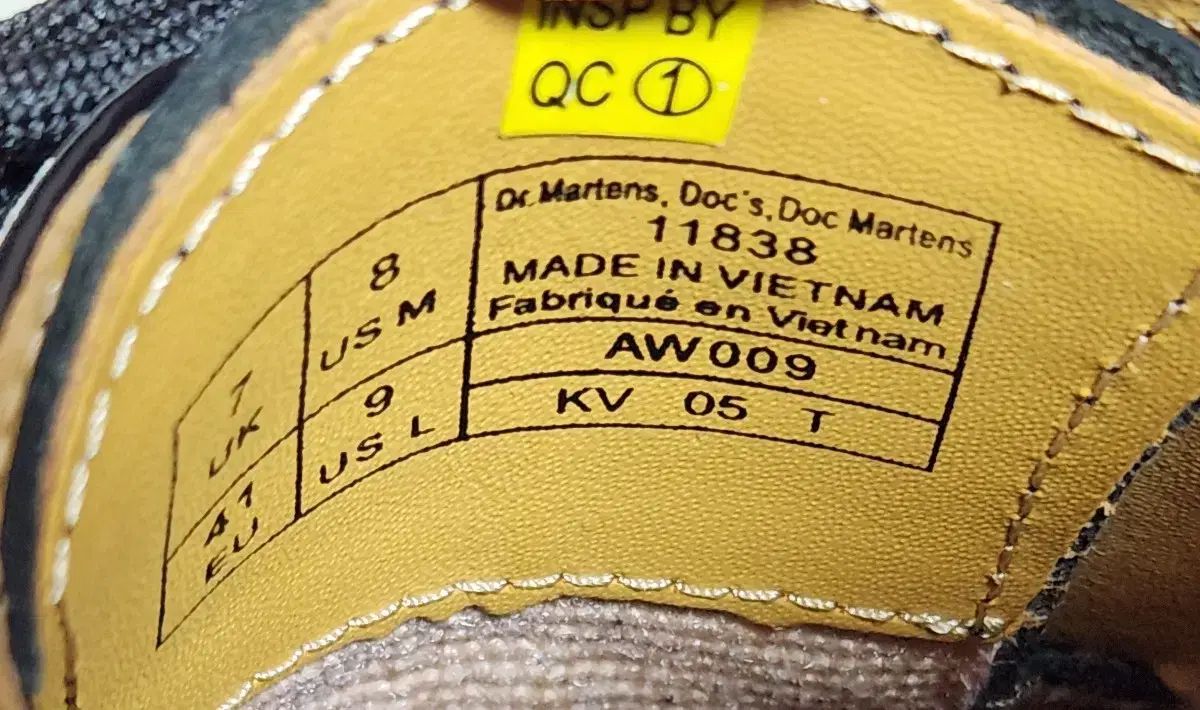 INSP BY
QC 1
Dr. Martens, Doc's, Doc Martens
11838
MADE IN VIETNAM
Fabriqué en Vietnam
AW009
KV 05 T
7
UK
8
US M
41
EU
9
US L